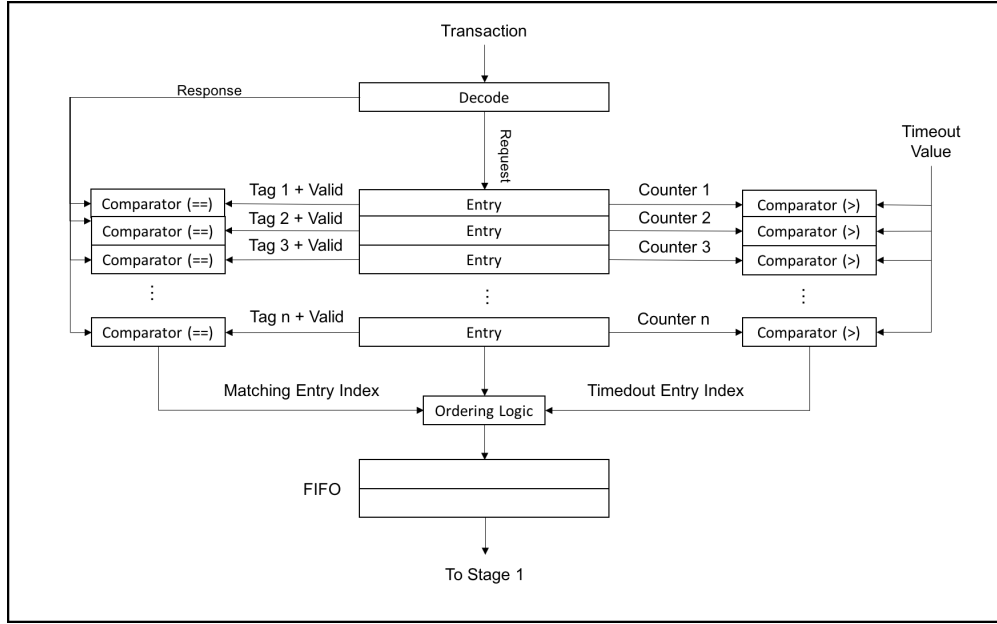 Transaction
Response
Decode
Request
Timeout
Value
Tag 1 + Valid
Counter 1
Comparator (==)
Entry
Comparator (>)
Tag 2 + Valid
Counter 2
Comparator (==)
Entry
Comparator (>)
Tag 3 + Valid
Counter 3
Comparator (==)
Entry
Comparator (>)
⋮
⋮
⋮
Tag n + Valid
Counter n
Comparator (==)
Entry
Comparator (>)
Matching Entry Index
Timedout Entry Index
Ordering Logic
FIFO
To Stage 1